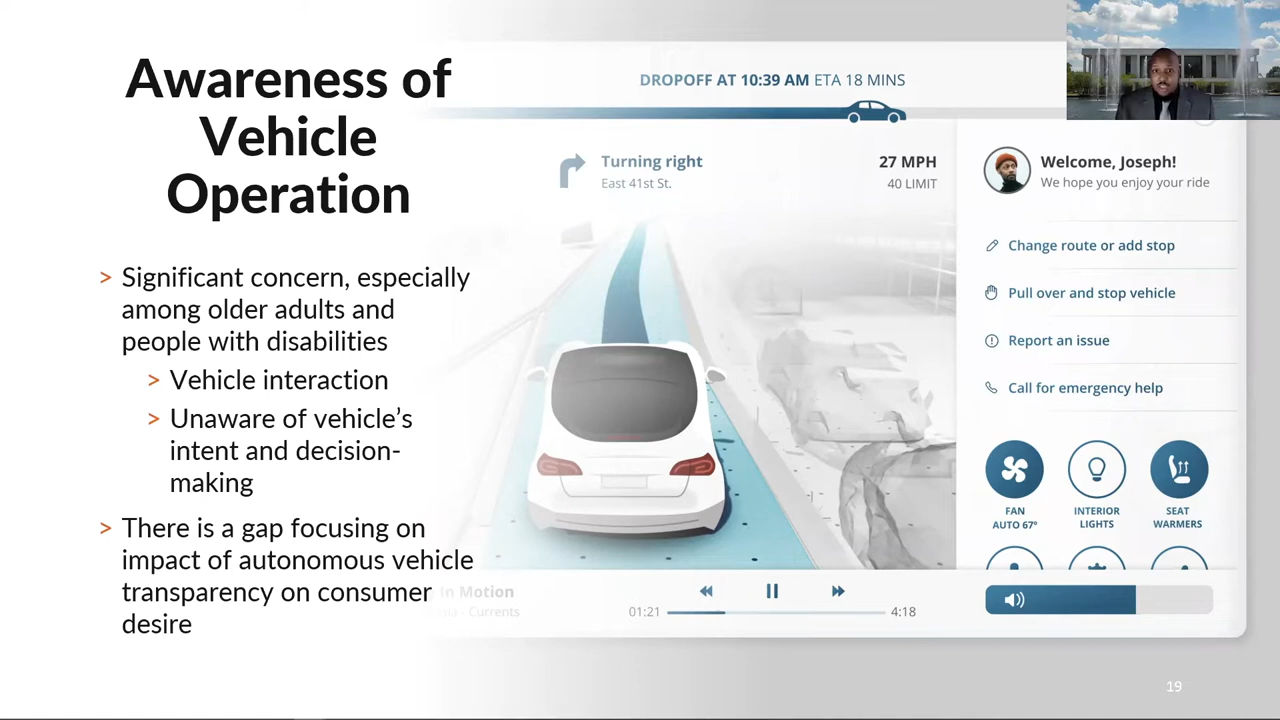 Awareness of
Vehicle
Operation
> Significant concern, especially
among older adults and
people with disabilities
> Vehicle interaction
> Unaware of vehicle’s
intent and decision-
making
> There is a gap focusing on
impact of autonomous vehicle
transparency on consumer
desire
DROPOFF AT 10:39 AM ETA 18 MINS
Turning right
East 41st St.
27 MPH
40 LIMIT
Welcome, Joseph!
We hope you enjoy your ride
Change route or add stop
Pull over and stop vehicle
Report an issue
Call for emergency help
FAN
AUTO 67°
INTERIOR
LIGHTS
SEAT
WARMERS
In Motion
- Currents
01:21
4:18
19